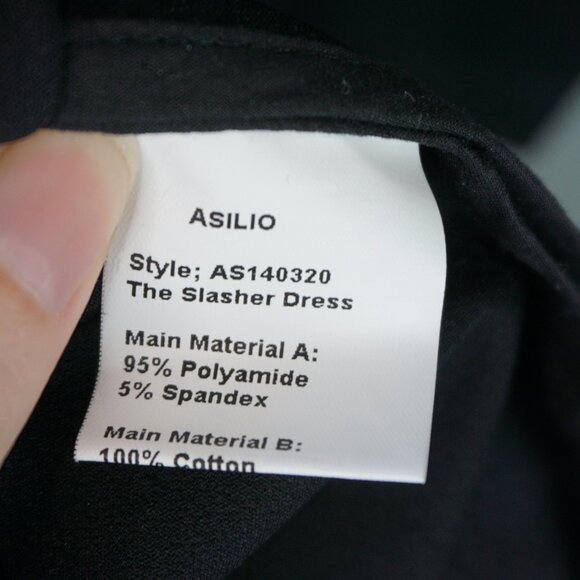 ASILIO
Style; AS140320
The Slasher Dress
Main Material A:
95% Polyamide
5% Spandex
Main Material B:
100% Cotton